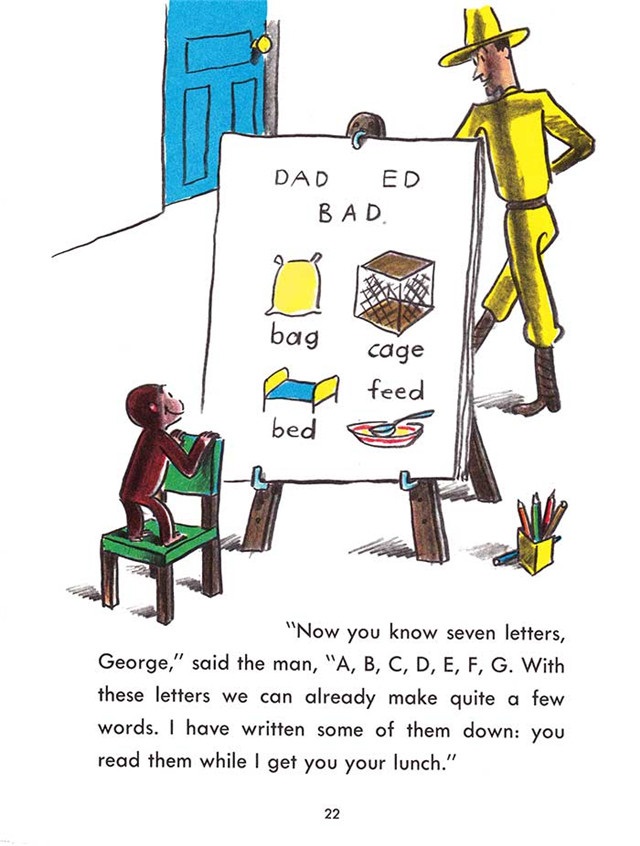 DAD ED
BAD.
bag
cage
feed
bed
"Now you know seven letters,
George," said the man, "A, B, C, D, E, F, G. With
these letters we can already make quite a few
words. I have written some of them down: you
read them while I get you your lunch."
22